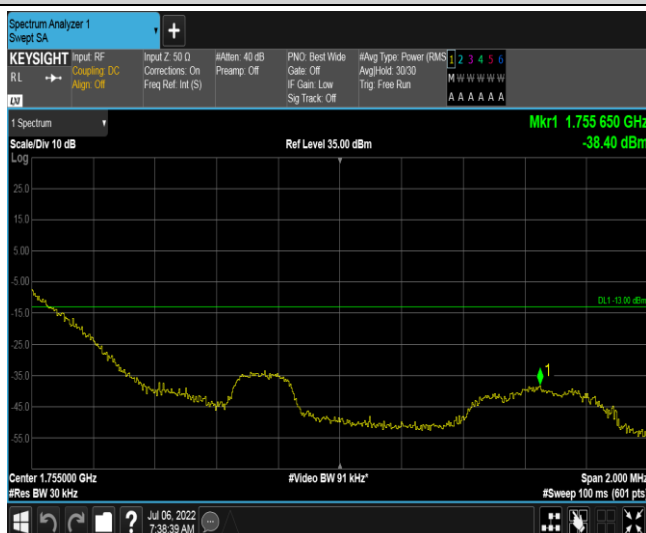 Spectrum Analyzer 1
Swept SA
+
KEYSIGHT
RL
LXI
Input: RF
Coupling: DC
Align: Off
Input Z: 50 Ω
Corrections: On
Freq Ref: Int (S)
#Atten: 40 dB
Preamp: Off
PNO: Best Wide
Gate: Off
IF Gain: Low
Sig Track: Off
#Avg Type: Power (RMS
Avg|Hold: 30/30
Trig: Free Run
1 2 3 4 5 6
M W W W W W
A A A A A A
1 Spectrum
Mkr1 1.755 650 GHz
-38.40 dBm
Scale/Div 10 dB
Ref Level 35.00 dBm
Log
25.0
15.0
5.00
-5.00
DL1 -13.00 dBm
-15.0
-25.0
-35.0
1
-45.0
-55.0
Center 1.755000 GHz
#Video BW 91 kHz*
Span 2.000 MHz
#Res BW 30 kHz
#Sweep 100 ms (601 pts)
?
Jul 06, 2022
7:38:39 AM